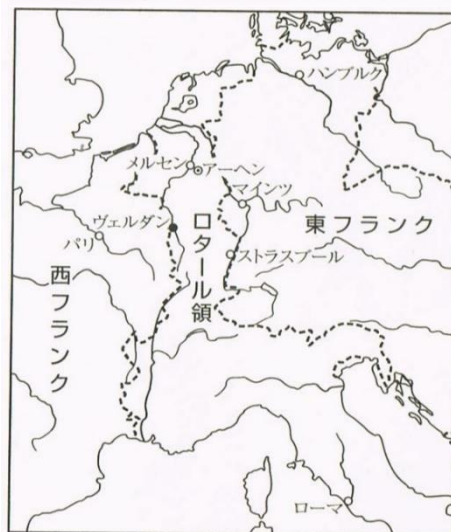 ハンブルク
メルセン
アーヘン
マインツ
ヴェルダン
パリ
東フランク
ロタール領
ストラスブール
西フランク
ローマ